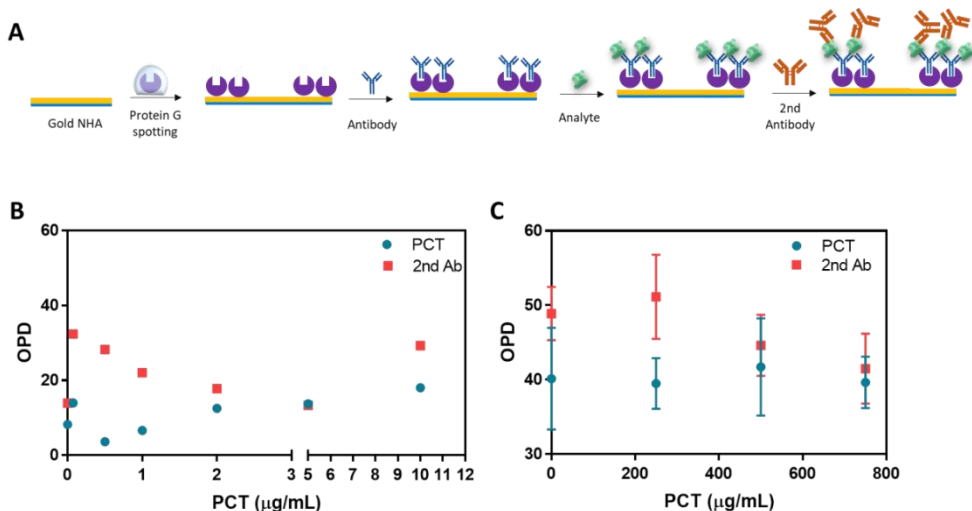 A
Gold NHA
Protein G
spotting
Antibody
Analyte
2nd
Antibody
B
60
40
20
0
OPD
PCT
2nd Ab
0 1 2 3 5 6 7 8 9 10 11 12
PCT (μg/mL)
C
60
50
40
30
OPD
PCT
2nd Ab
0 200 400 600 800
PCT (μg/mL)